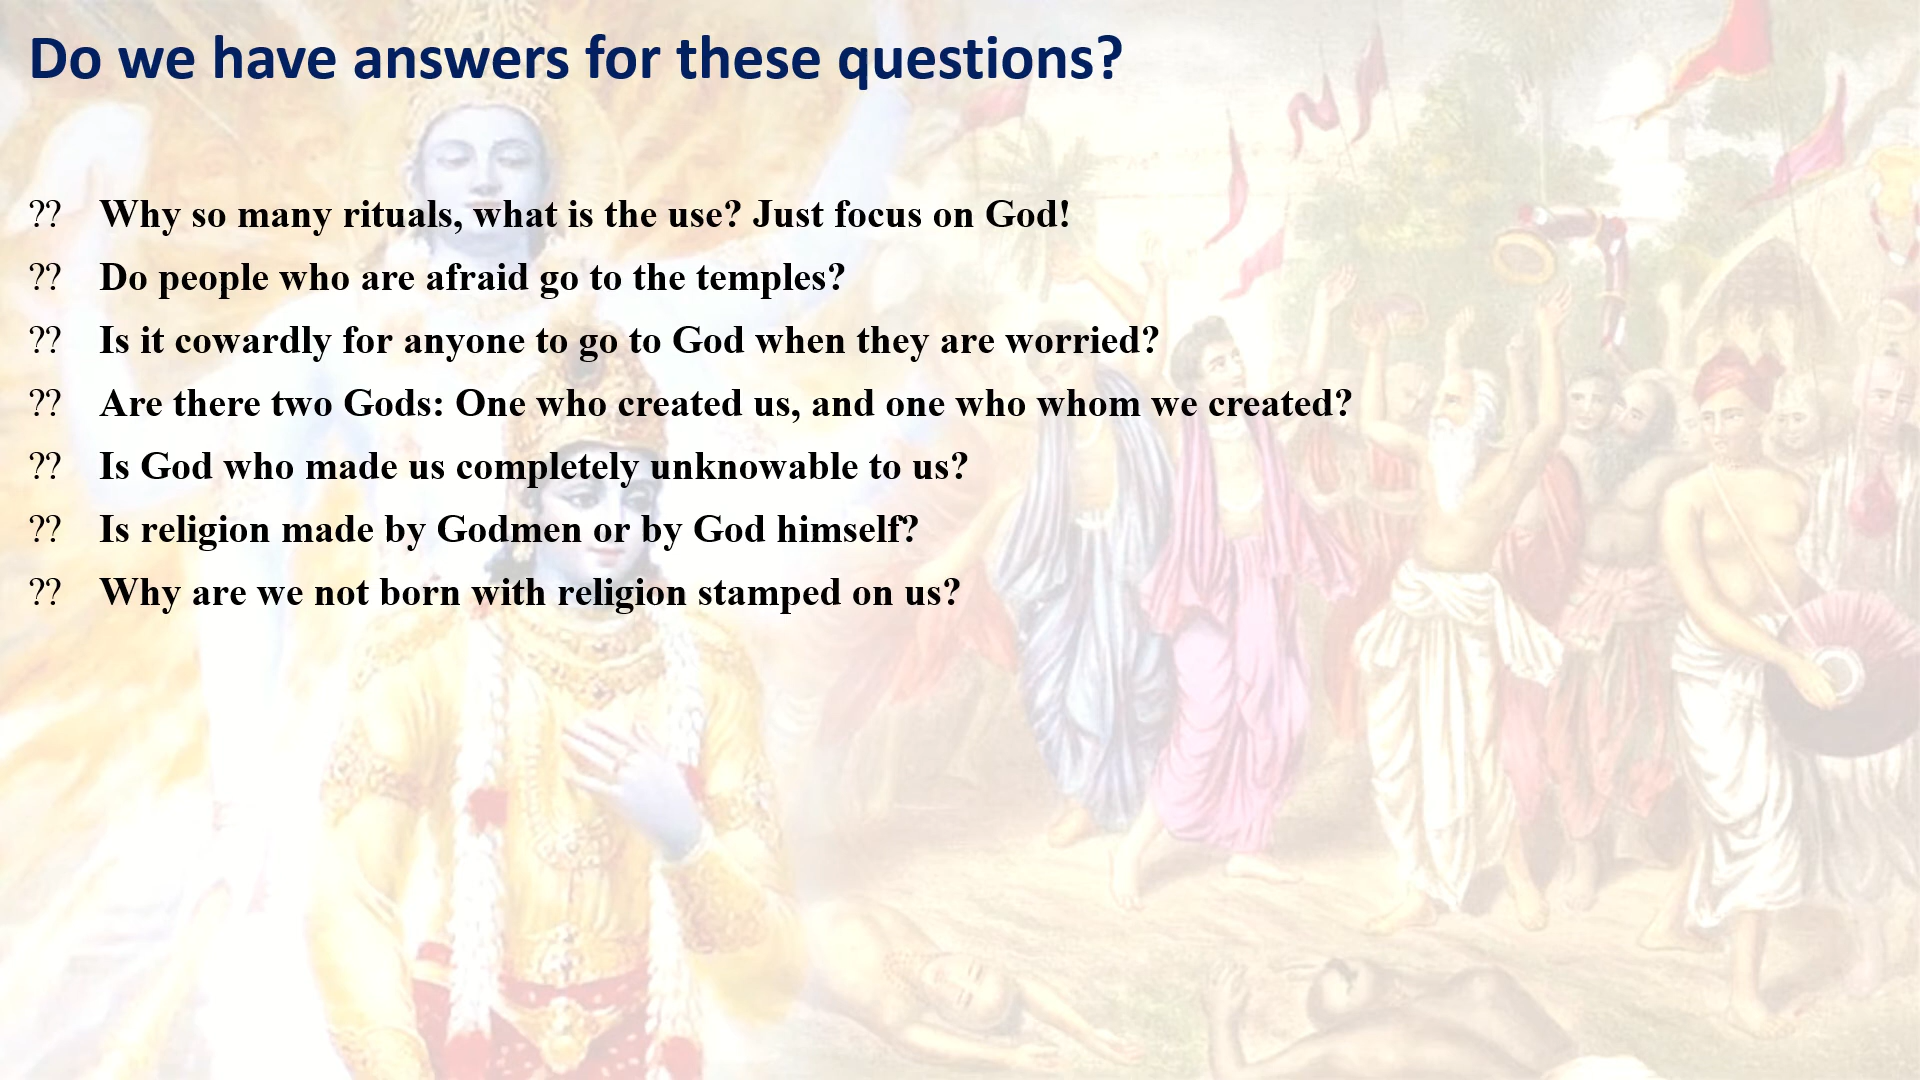 Do we have answers for these questions?
?? Why so many rituals, what is the use? Just focus on God!
?? Do people who are afraid go to the temples?
?? Is it cowardly for anyone to go to God when they are worried?
?? Are there two Gods: One who created us, and one who whom we created?
?? Is God who made us completely unknowable to us?
?? Is religion made by Godmen or by God himself?
?? Why are we not born with religion stamped on us?